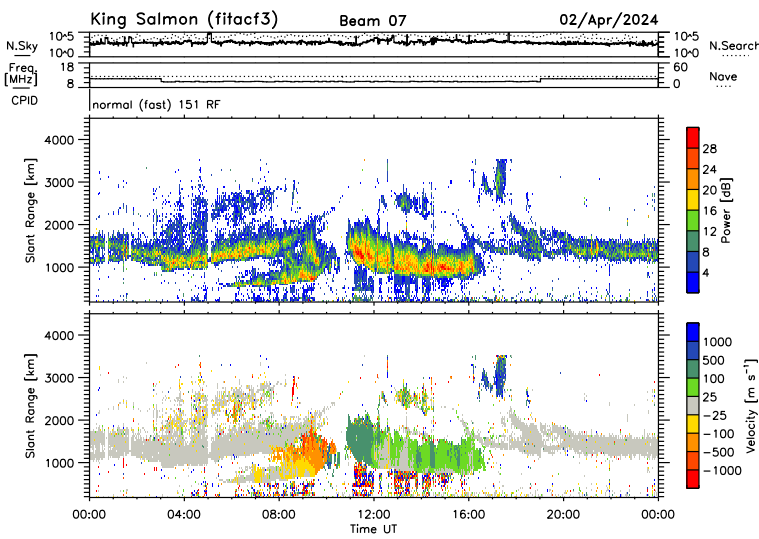 King Salmon (fitacf3) Beam 07 02/Apr/2024
N.Sky 10^5 10^0 10^5 10^0 N.Search
Freq. [MHz] 18 8 60 0 Nave
CPID normal (fast) 151 RF
Slant Range [km] 4000 3000 2000 1000
Power [dB] 28 24 20 16 12 8 4
Slant Range [km] 4000 3000 2000 1000
Velocity [m s⁻¹] 1000 500 100 25 −25 −100 −500 −1000
00:00 04:00 08:00 12:00 16:00 20:00 00:00
Time UT